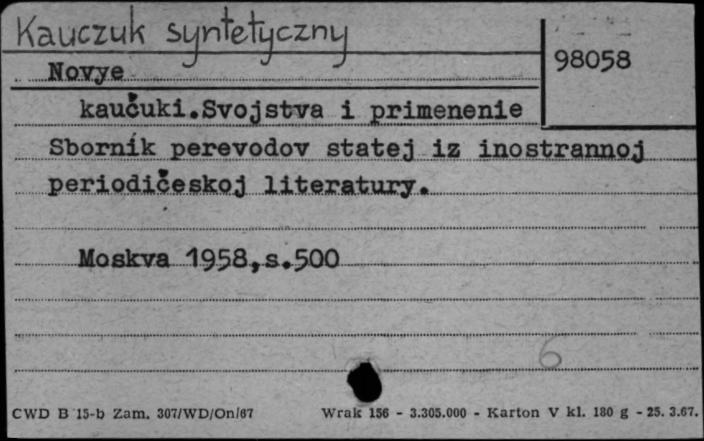 Kauczuk syntetyczny
98058
Novye
kaučuki.Svojstva i primenenie
Sborník perevodov statej iz inostrannoj
periodičeskoj literatury.
Moskva 1958,s.500
6
CWD B 15-b Zam. 307/WD/On/67 Wrak 156 - 3.305.000 - Karton V kl. 180 g - 25. 3.67.